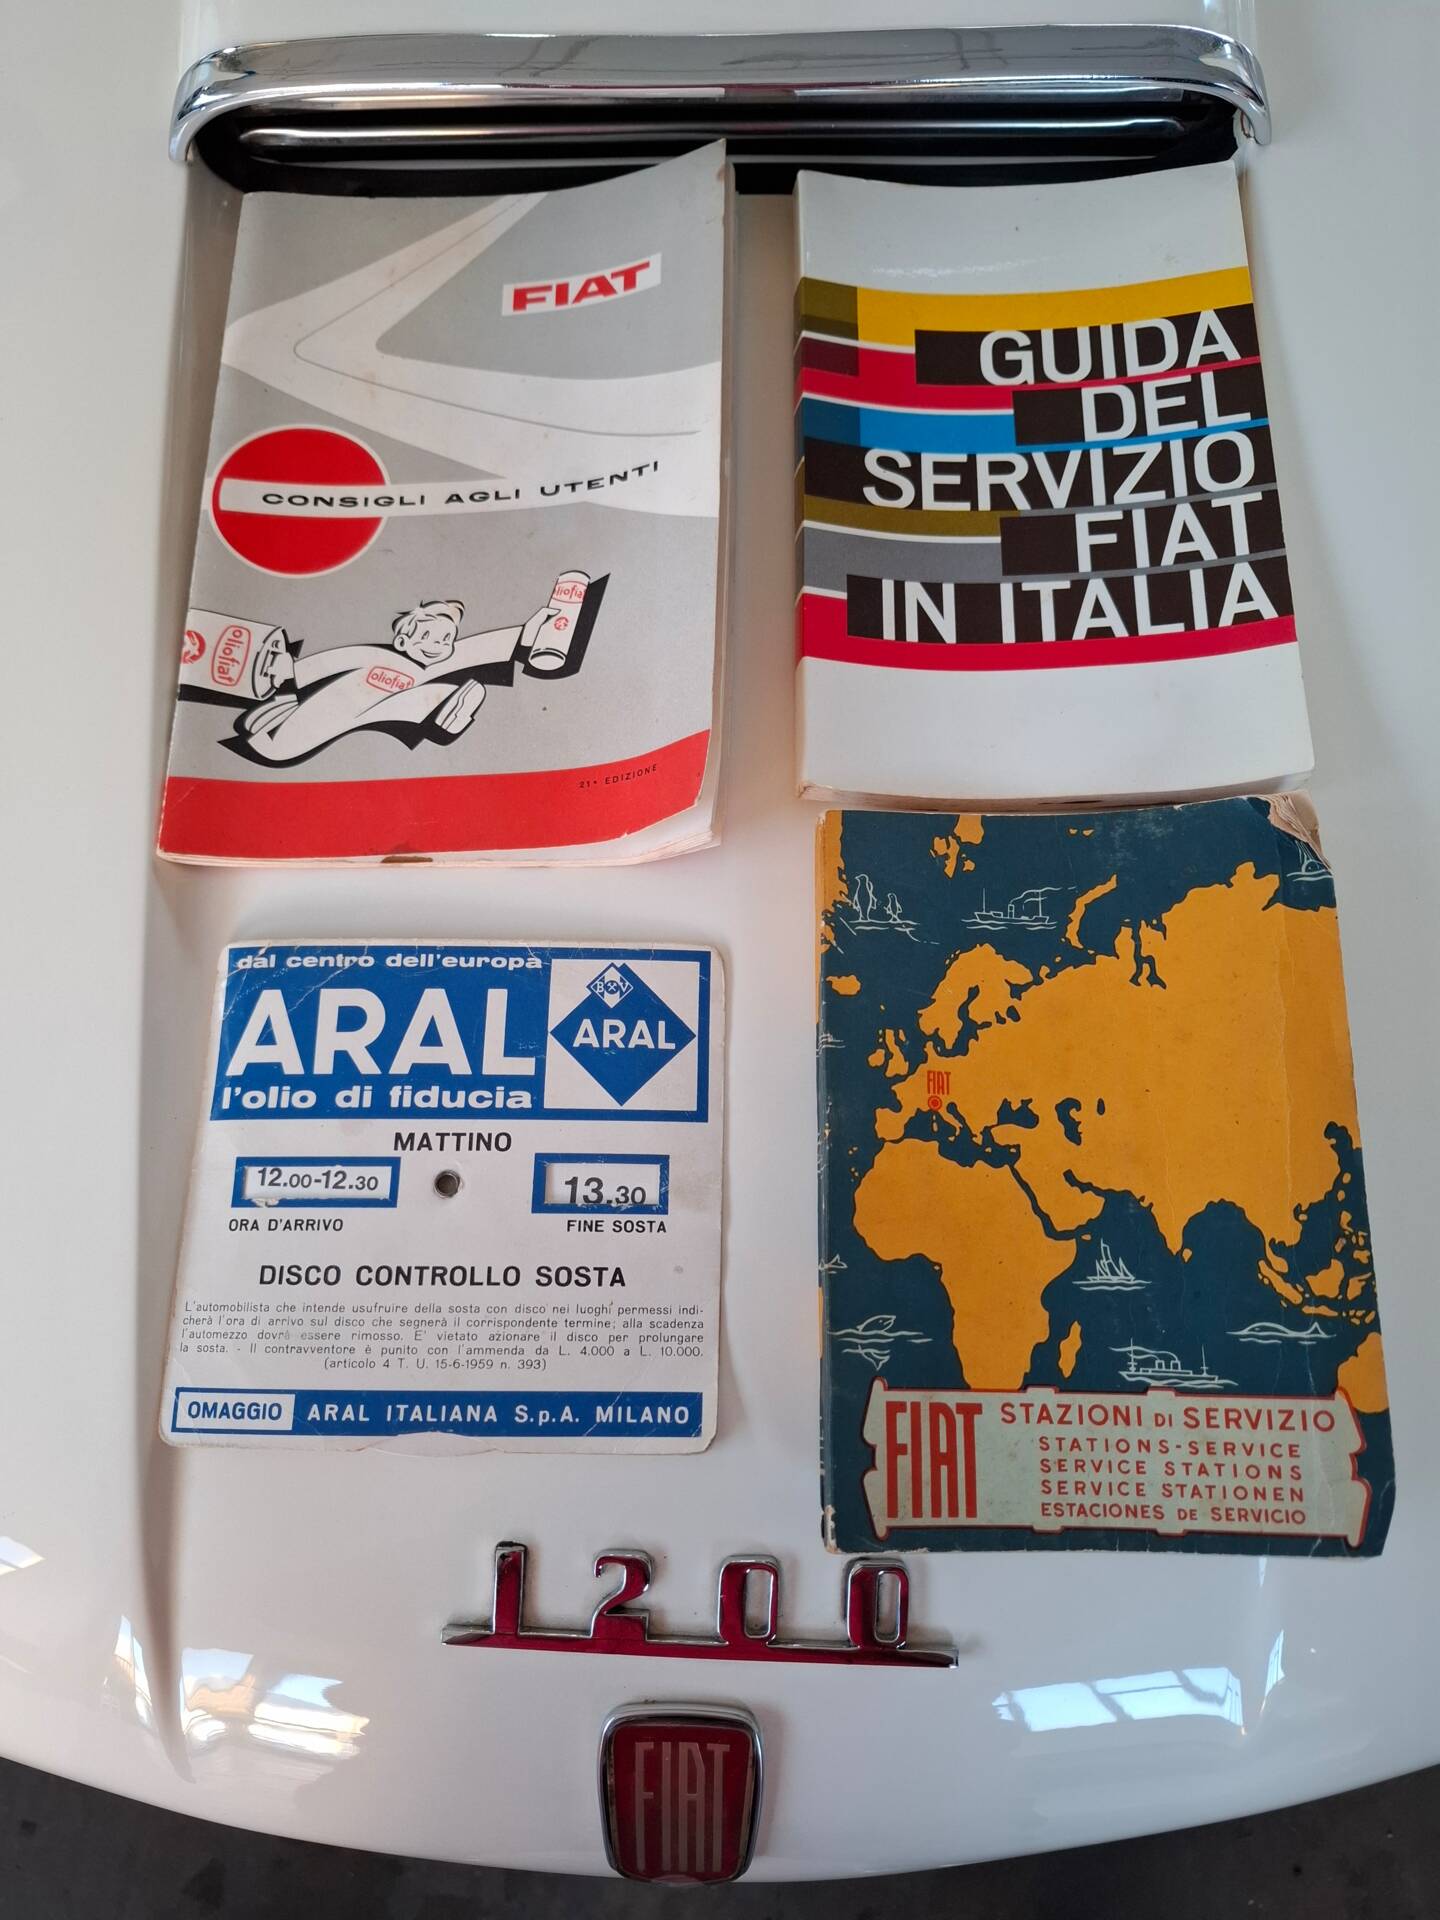 FIAT
CONSIGLI AGLI UTENTI
oliofiat
oliofiat
21ª EDIZIONE
GUIDA
DEL
SERVIZIO
FIAT
IN ITALIA
dal centro dell'europa
ARAL
l'olio di fiducia
B V
ARAL
MATTINO
12.00-12.30
13.30
ORA D'ARRIVO
FINE SOSTA
DISCO CONTROLLO SOSTA
L'automobilista che intende usufruire della sosta con disco nei luoghi permessi indi-
cherà l'ora di arrivo sul disco che segnerà il corrispondente termine; alla scadenza
l'automezzo dovrà essere rimosso. E' vietato azionare il disco per prolungare
la sosta. - Il contravventore è punito con l'ammenda da L. 4.000 a L. 10.000.
(articolo 4 T. U. 15-6-1959 n. 393)
OMAGGIO ARAL ITALIANA S.p.A. MILANO
FIAT
FIAT
STAZIONI DI SERVIZIO
STATIONS-SERVICE
SERVICE STATIONS
SERVICE STATIONEN
ESTACIONES DE SERVICIO
1200
FIAT